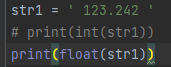 str1 = ' 123.242 '
# print(int(str1))
print(float(str1))